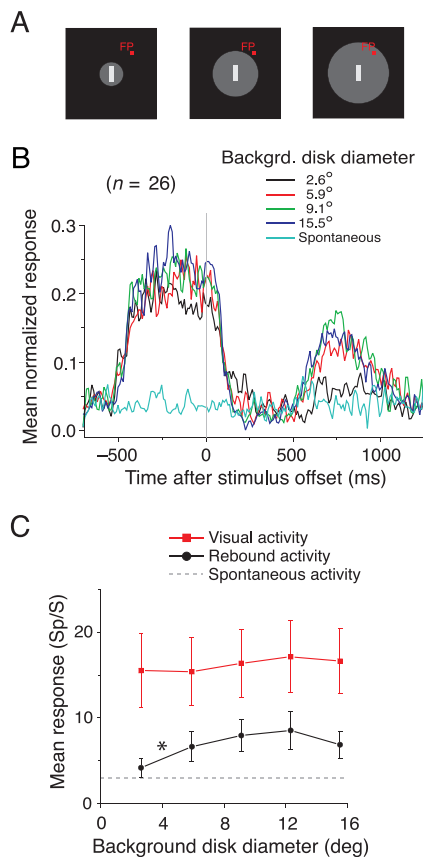 A
FP
FP
FP
B
Backgrd. disk diameter
(n = 26)
2.6°
5.9°
9.1°
15.5°
Spontaneous
Mean normalized response
0.3
0.2
0.1
0.0
−500
0
500
1000
Time after stimulus offset (ms)
C
Visual activity
Rebound activity
Spontaneous activity
Mean response (Sp/S)
20
10
0
*
0
4
8
12
16
Background disk diameter (deg)